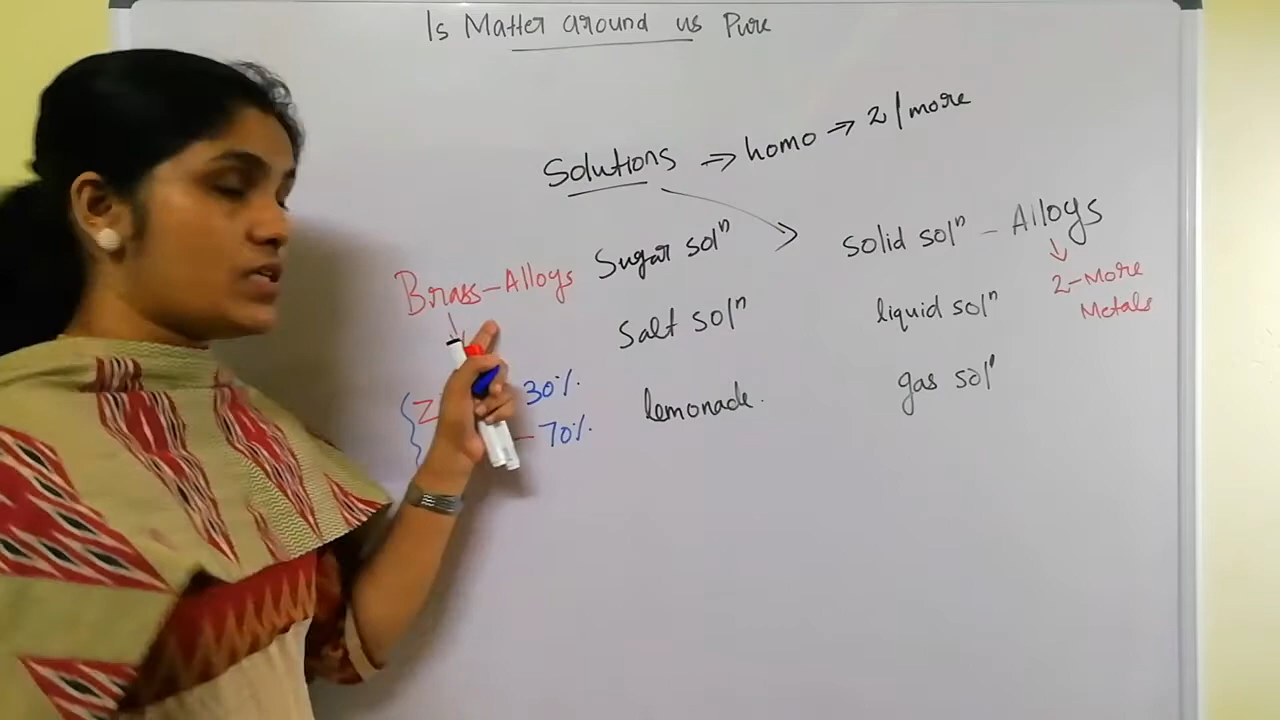 Is Matter around us Pure
Solutions ⇒ homo → 2/more
Sugar solⁿ
Salt solⁿ
lemonade.
solid solⁿ - Alloys
2-More
Metals
liquid solⁿ
gas solⁿ
Brass-Alloys
30%.
- 70%.